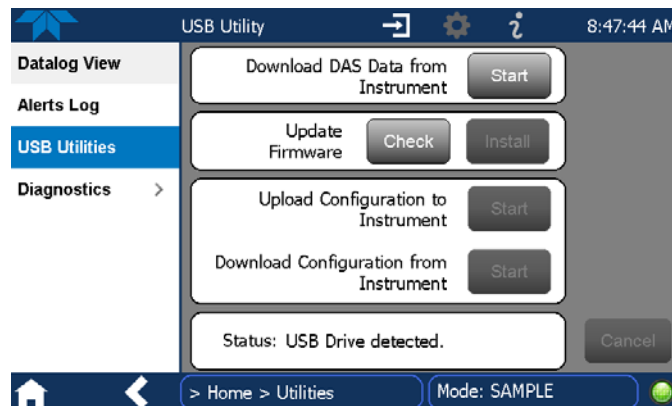 USB Utility
8:47:44 AM
Datalog View
Alerts Log
USB Utilities
Diagnostics >
Download DAS Data from
Instrument
Start
Update
Firmware
Check
Install
Upload Configuration to
Instrument
Start
Download Configuration from
Instrument
Start
Status: USB Drive detected.
Cancel
> Home > Utilities
Mode: SAMPLE